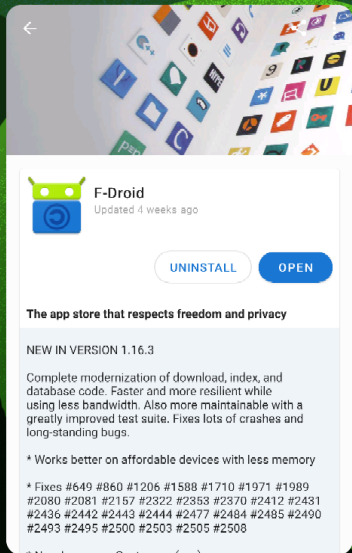 F-Droid
Updated 4 weeks ago
UNINSTALL
OPEN
The app store that respects freedom and privacy
NEW IN VERSION 1.16.3
Complete modernization of download, index, and
database code. Faster and more resilient while
using less bandwidth. Also more maintainable with a
greatly improved test suite. Fixes lots of crashes and
long-standing bugs.
* Works better on affordable devices with less memory
* Fixes #649 #860 #1206 #1588 #1710 #1971 #1989
#2080 #2081 #2157 #2322 #2353 #2370 #2412 #2431
#2436 #2442 #2443 #2444 #2477 #2484 #2485 #2490
#2493 #2495 #2500 #2503 #2505 #2508